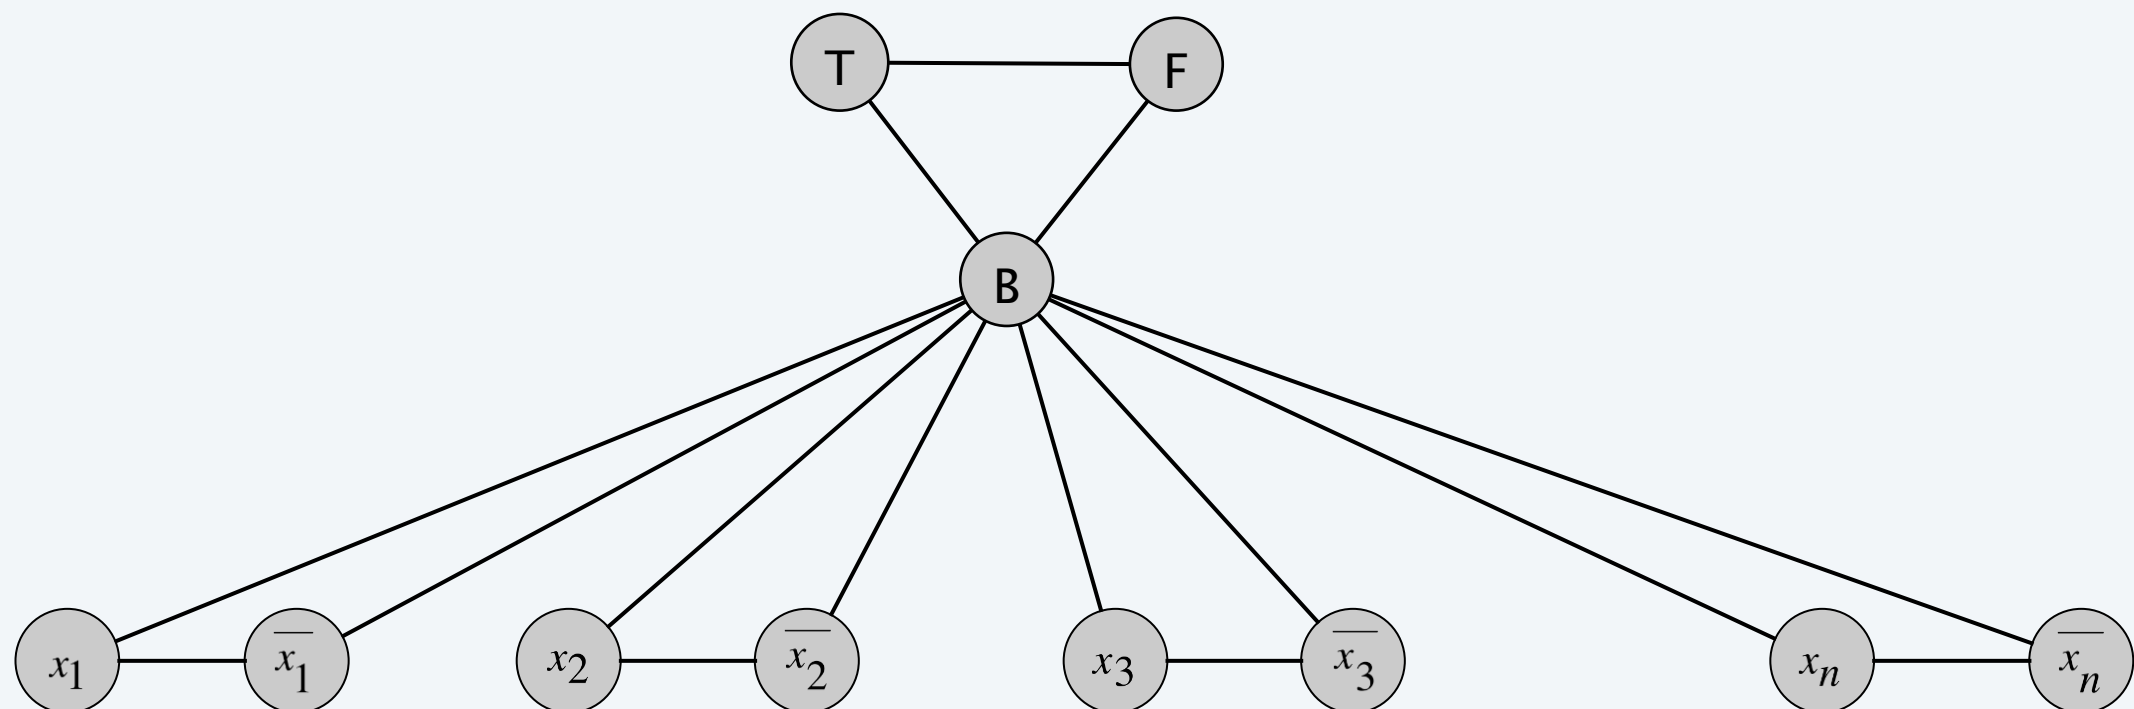 T F
B
x₁ x̅₁ x₂ x̅₂ x₃ x̅₃ xₙ x̅ₙ